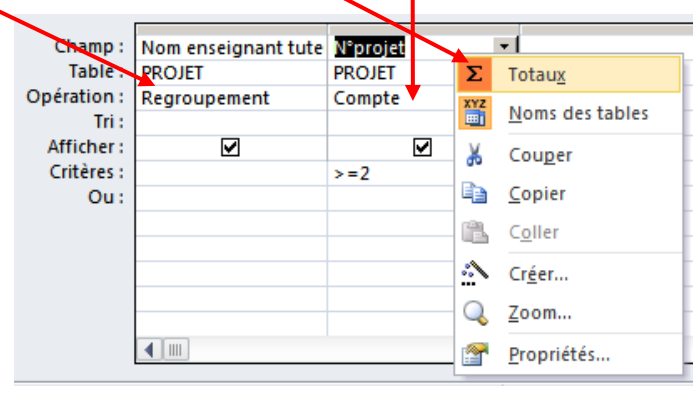 Champ : Nom enseignant tute N°projet
Table : PROJET PROJET
Opération : Regroupement Compte
Tri :
Afficher :
Critères : >=2
Ou :
Σ Totaux
XYZ Noms des tables
Couper
Copier
Coller
Créer...
Zoom...
Propriétés...